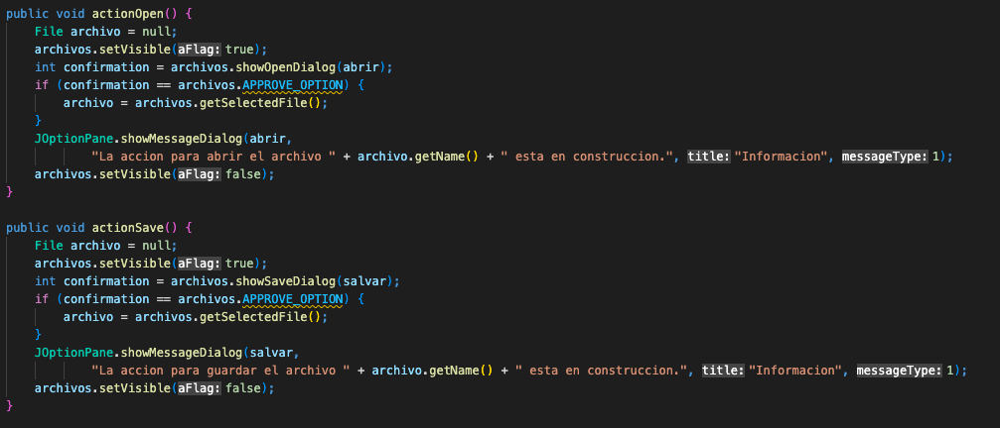 public void actionOpen() {
File archivo = null;
archivos.setVisible(aFlag: true);
int confirmation = archivos.showOpenDialog(abrir);
if (confirmation == archivos.APPROVE_OPTION) {
archivo = archivos.getSelectedFile();
}
JOptionPane.showMessageDialog(abrir,
"La accion para abrir el archivo " + archivo.getName() + " esta en construccion.", title: "Informacion", messageType: 1);
archivos.setVisible(aFlag: false);
}
public void actionSave() {
File archivo = null;
archivos.setVisible(aFlag: true);
int confirmation = archivos.showSaveDialog(salvar);
if (confirmation == archivos.APPROVE_OPTION) {
archivo = archivos.getSelectedFile();
}
JOptionPane.showMessageDialog(salvar,
"La accion para guardar el archivo " + archivo.getName() + " esta en construccion.", title: "Informacion", messageType: 1);
archivos.setVisible(aFlag: false);
}